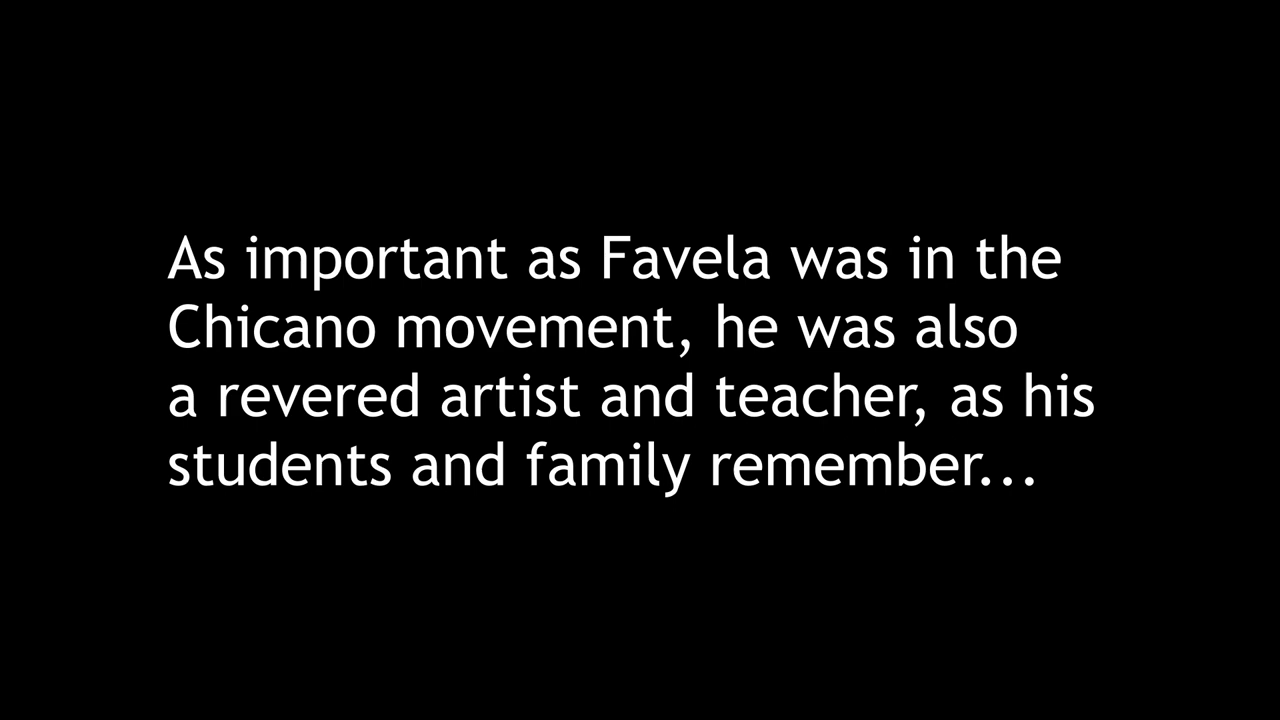 As important as Favela was in the
Chicano movement, he was also
a revered artist and teacher, as his
students and family remember...